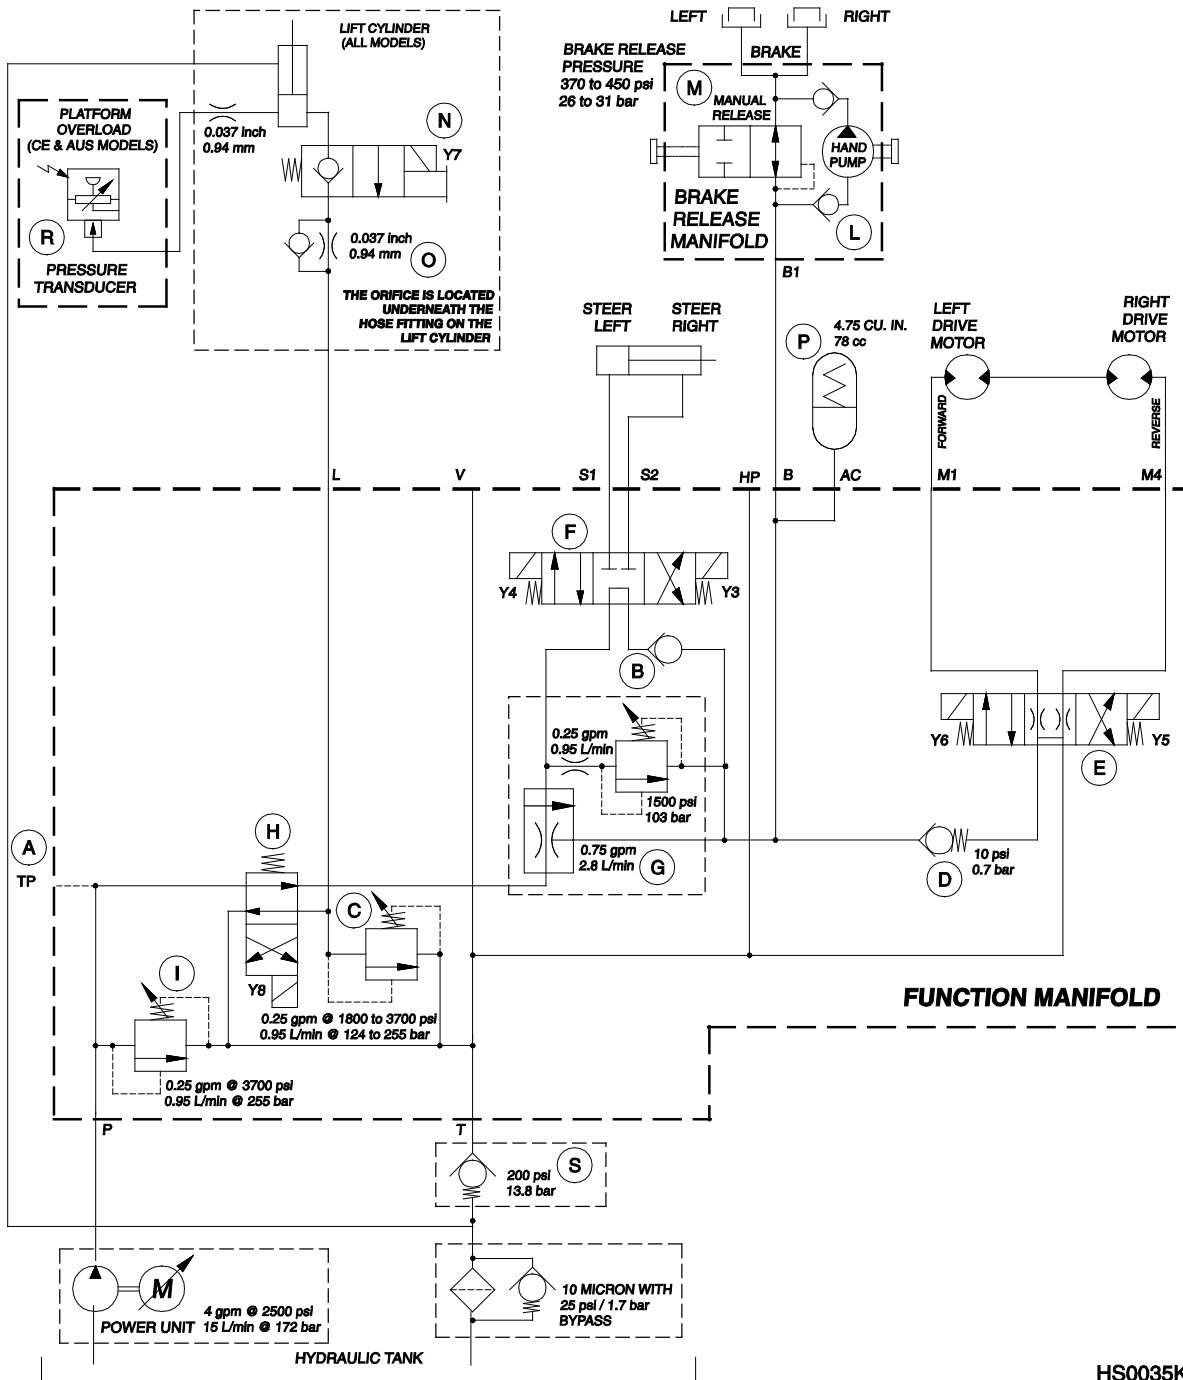 LEFT
RIGHT
LIFT CYLINDER
(ALL MODELS)
BRAKE RELEASE
PRESSURE
370 to 450 psi
26 to 31 bar
BRAKE
M
MANUAL
RELEASE
PLATFORM
OVERLOAD
(CE & AUS MODELS)
0.037 inch
0.94 mm
N
Y7
HAND
PUMP
BRAKE
RELEASE
MANIFOLD
L
R
0.037 inch
0.94 mm
O
PRESSURE
TRANSDUCER
B1
THE ORIFICE IS LOCATED
UNDERNEATH THE
HOSE FITTING ON THE
LIFT CYLINDER
STEER
LEFT
STEER
RIGHT
P
4.75 CU. IN.
78 cc
LEFT
DRIVE
MOTOR
RIGHT
DRIVE
MOTOR
FORWARD
REVERSE
L
V
S1
S2
HP
B
AC
M1
M4
F
Y4
Y3
B
0.25 gpm
0.95 L/min
1500 psi
103 bar
Y6
Y5
E
H
A
TP
0.75 gpm
2.8 L/min
G
10 psi
0.7 bar
D
C
I
Y8
0.25 gpm @ 1800 to 3700 psi
0.95 L/min @ 124 to 255 bar
FUNCTION MANIFOLD
0.25 gpm @ 3700 psi
0.95 L/min @ 255 bar
P
T
200 psi
13.8 bar
S
M
4 gpm @ 2500 psi
POWER UNIT 15 L/min @ 172 bar
10 MICRON WITH
25 psi / 1.7 bar
BYPASS
HYDRAULIC TANK
HS0035K